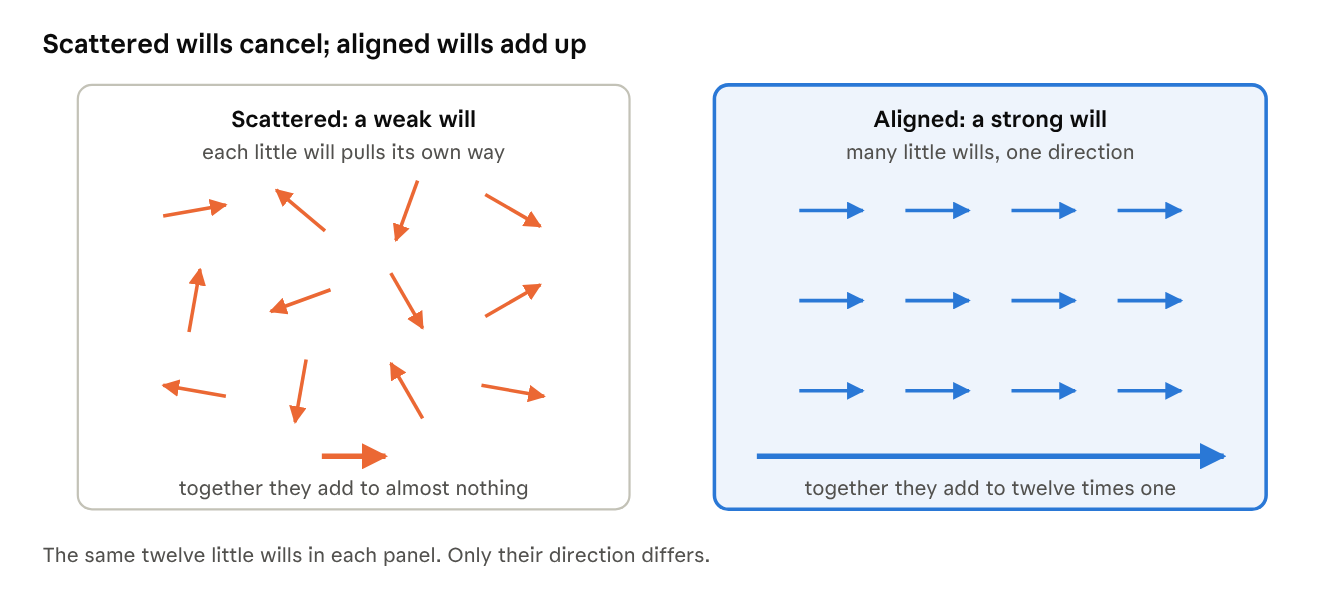 Scattered wills cancel; aligned wills add up
Scattered: a weak will
each little will pulls its own way
together they add to almost nothing
Aligned: a strong will
many little wills, one direction
together they add to twelve times one
The same twelve little wills in each panel. Only their direction differs.